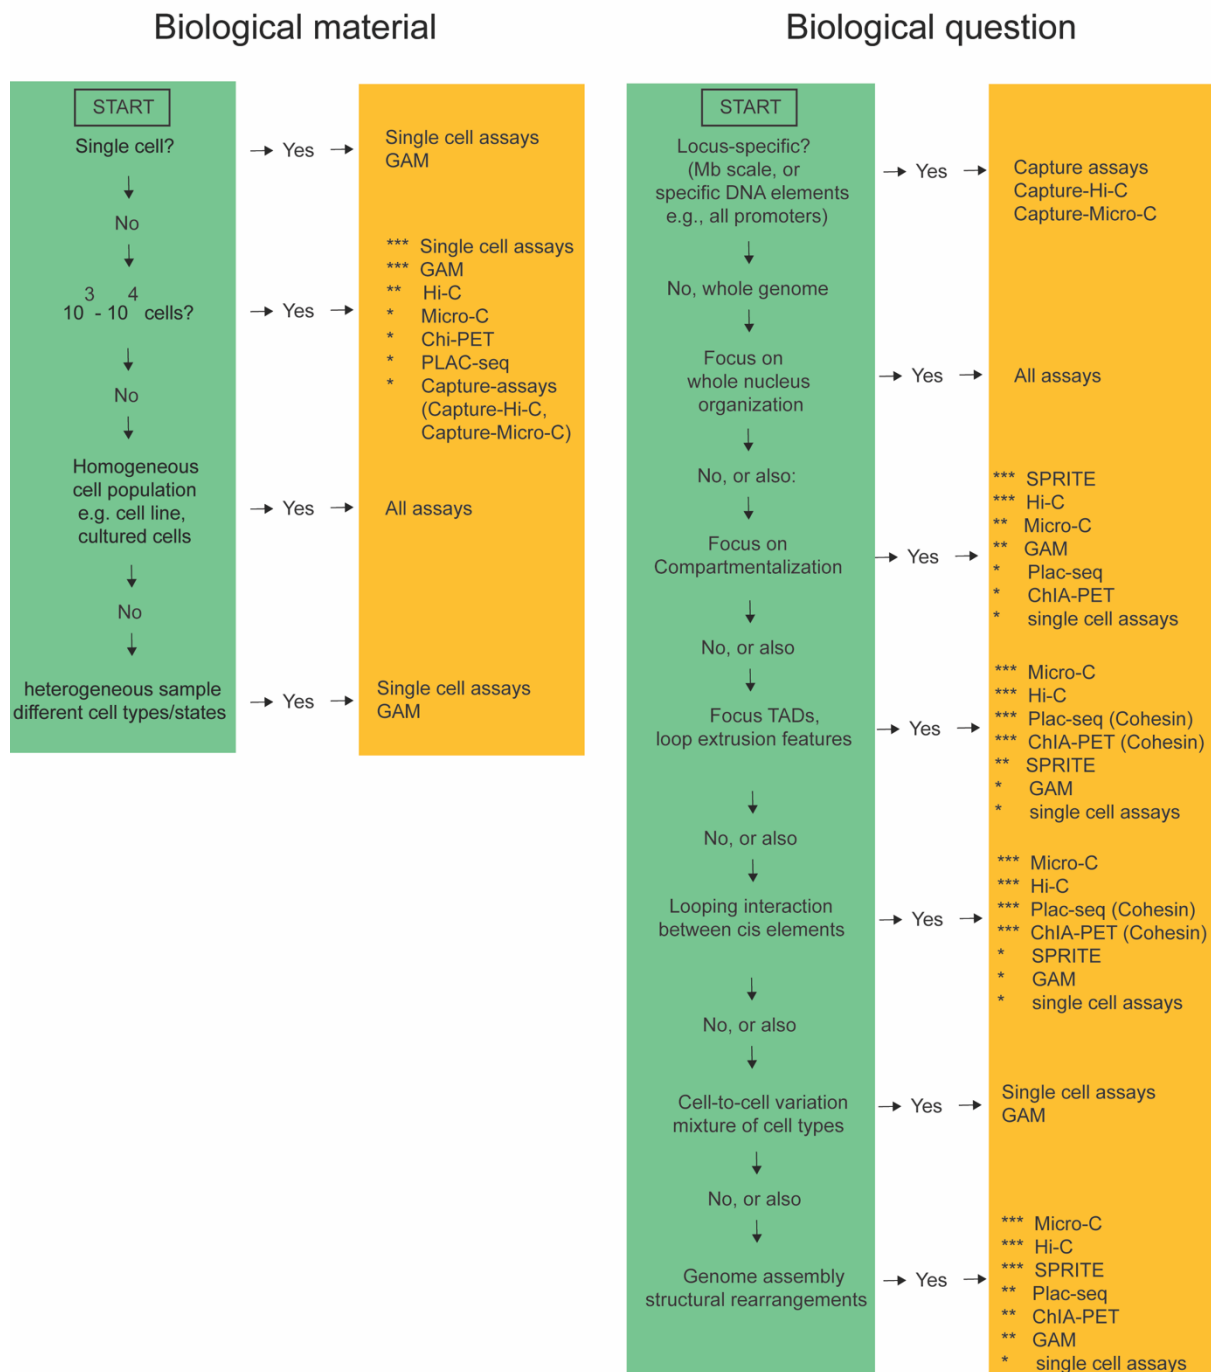 Biological material
START
Single cell?
Yes
Single cell assays
GAM
No
*** Single cell assays
*** GAM
** Hi-C
* Micro-C
* Chi-PET
* PLAC-seq
* Capture-assays
(Capture-Hi-C,
Capture-Micro-C)
10³ - 10⁴ cells?
Yes
No
Homogeneous
cell population
e.g. cell line,
cultured cells
Yes
All assays
No
heterogeneous sample
different cell types/states
Yes
Single cell assays
GAM
Biological question
START
Locus-specific?
(Mb scale, or
specific DNA elements
e.g., all promoters)
Yes
Capture assays
Capture-Hi-C
Capture-Micro-C
No, whole genome
Focus on
whole nucleus
organization
Yes
All assays
No, or also:
Focus on
Compartmentalization
Yes
*** SPRITE
*** Hi-C
** Micro-C
** GAM
* Plac-seq
* ChIA-PET
* single cell assays
No, or also
Focus TADs,
loop extrusion features
Yes
*** Micro-C
*** Hi-C
*** Plac-seq (Cohesin)
*** ChIA-PET (Cohesin)
** SPRITE
* GAM
* single cell assays
No, or also
Looping interaction
between cis elements
Yes
*** Micro-C
*** Hi-C
*** Plac-seq (Cohesin)
*** ChIA-PET (Cohesin)
* SPRITE
* GAM
* single cell assays
No, or also
Cell-to-cell variation
mixture of cell types
Yes
Single cell assays
GAM
No, or also
Genome assembly
structural rearrangements
Yes
*** Micro-C
*** Hi-C
*** SPRITE
** Plac-seq
** ChIA-PET
** GAM
* single cell assays